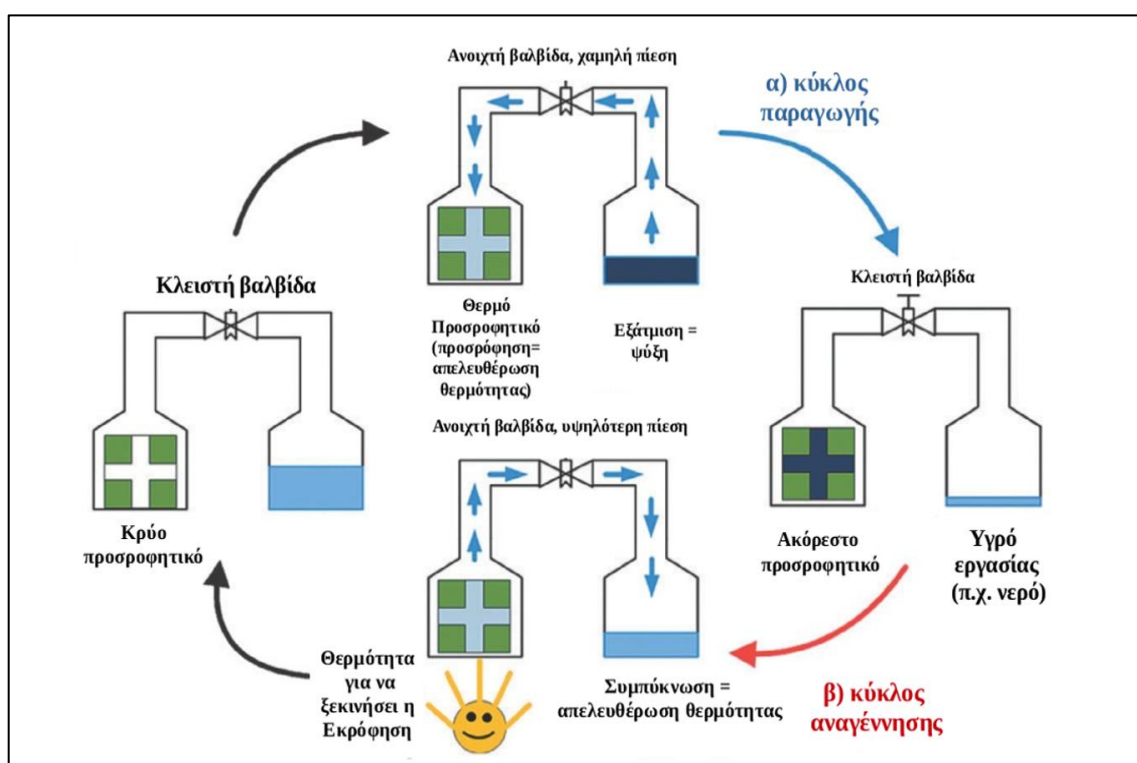 Ανοιχτή βαλβίδα, χαμηλή πίεση
α) κύκλος
παραγωγής
Κλειστή βαλβίδα
Κλειστή βαλβίδα
Θερμό
Προσροφητικό
(προσρόφηση=
απελευθέρωση
θερμότητας)
Εξάτμιση =
ψύξη
Ανοιχτή βαλβίδα, υψηλότερη πίεση
Κρύο
προσροφητικό
Ακόρεστο
προσροφητικό
Υγρό
εργασίας
(π.χ. νερό)
Θερμότητα
για να
ξεκινήσει η
Εκρόφηση
Συμπύκνωση =
απελευθέρωση θερμότητας
β) κύκλος
αναγέννησης